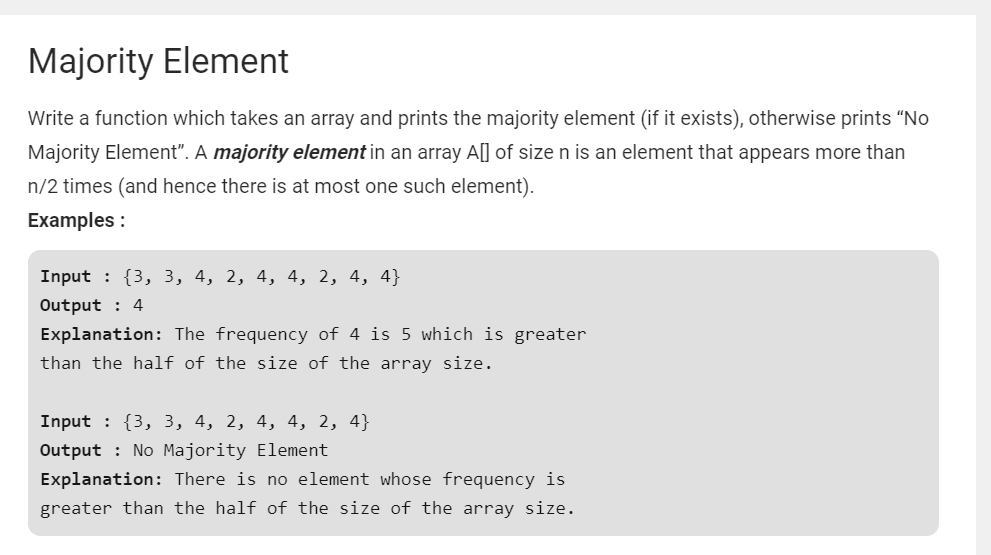 Majority Element
Write a function which takes an array and prints the majority element (if it exists), otherwise prints “No
Majority Element”. A majority element in an array A[] of size n is an element that appears more than
n/2 times (and hence there is at most one such element).
Examples :
Input : {3, 3, 4, 2, 4, 4, 2, 4, 4}
Output : 4
Explanation: The frequency of 4 is 5 which is greater
than the half of the size of the array size.
Input : {3, 3, 4, 2, 4, 4, 2, 4}
Output : No Majority Element
Explanation: There is no element whose frequency is
greater than the half of the size of the array size.